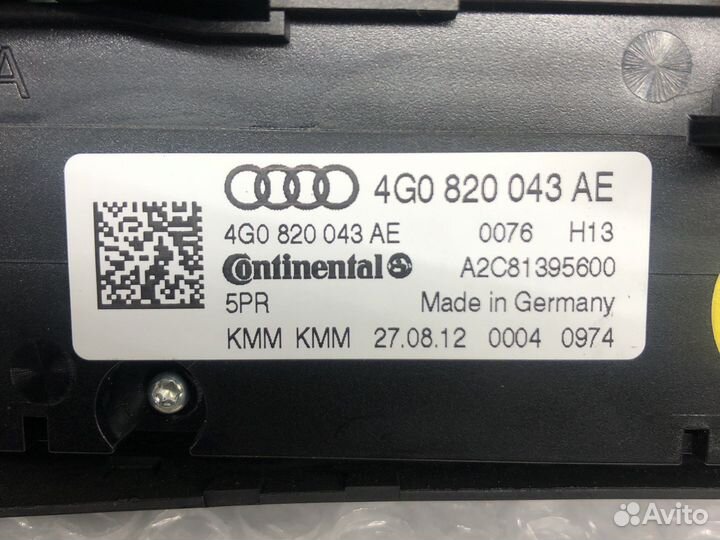 A
4G0 820 043 AE
4G0 820 043 AE 0076 H13
Continental A2C81395600
5PR Made in Germany
KMM KMM 27.08.12 0004 0974
Avito